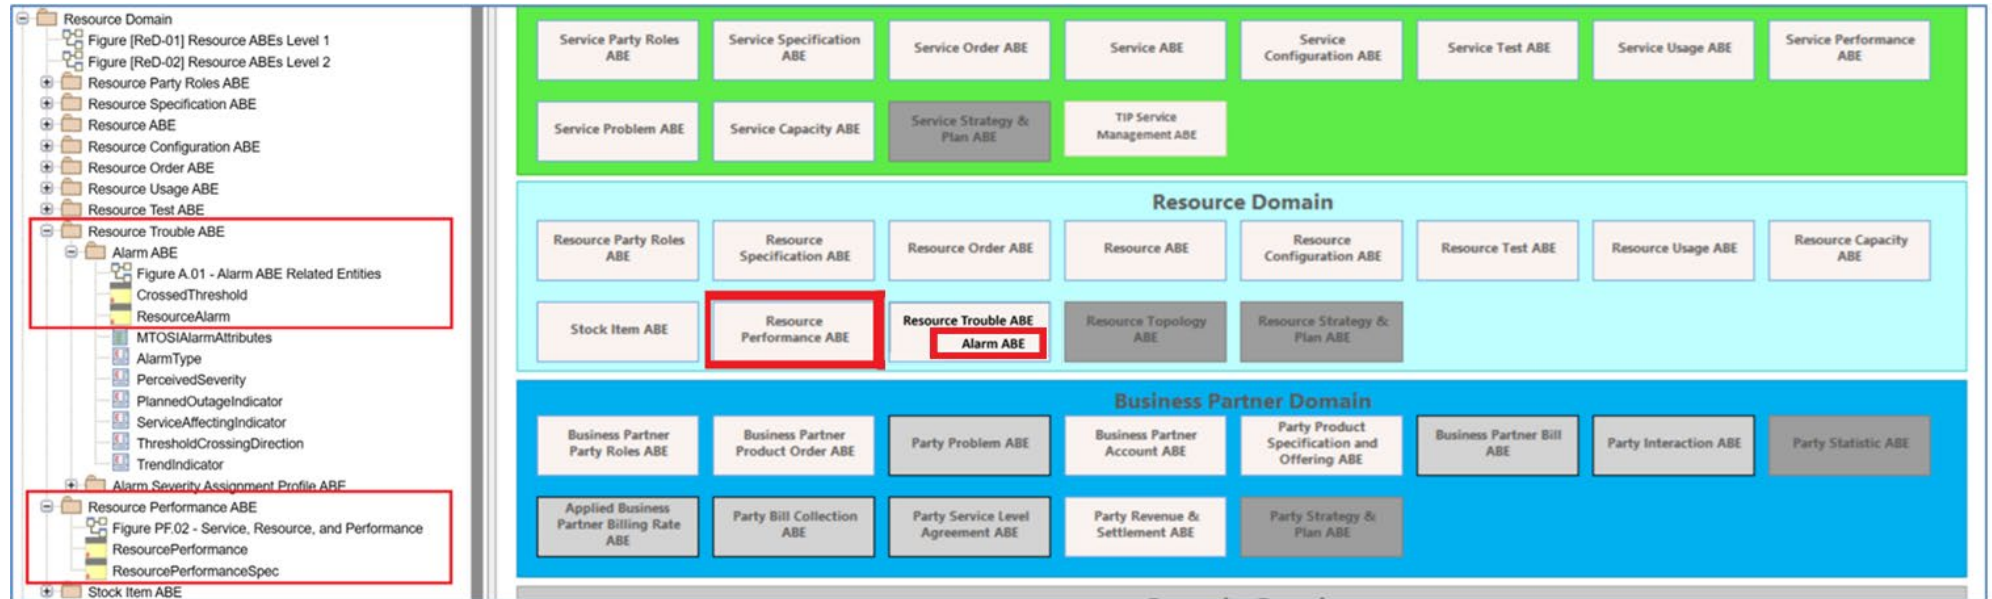 Resource Domain
Figure [ReD-01] Resource ABEs Level 1
Figure [ReD-02] Resource ABEs Level 2
Resource Party Roles ABE
Resource Specification ABE
Resource ABE
Resource Configuration ABE
Resource Order ABE
Resource Usage ABE
Resource Test ABE
Resource Trouble ABE
Alarm ABE
Figure A.01 - Alarm ABE Related Entities
CrossedThreshold
ResourceAlarm
MTOSIAlarmAttributes
AlarmType
PerceivedSeverity
PlannedOutageIndicator
ServiceAffectingIndicator
ThresholdCrossingDirection
TrendIndicator
Alarm Severity Assignment Profile ABE
Resource Performance ABE
Figure PF.02 - Service, Resource, and Performance
ResourcePerformance
ResourcePerformanceSpec
Stock Item ABE
Service Party Roles
ABE
Service Specification
ABE
Service Order ABE
Service ABE
Service
Configuration ABE
Service Test ABE
Service Usage ABE
Service Performance
ABE
Service Problem ABE
Service Capacity ABE
Service Strategy &
Plan ABE
TIP Service
Management ABE
Resource Domain
Resource Party Roles
ABE
Resource
Specification ABE
Resource Order ABE
Resource ABE
Resource
Configuration ABE
Resource Test ABE
Resource Usage ABE
Resource Capacity
ABE
Stock Item ABE
Resource
Performance ABE
Resource Trouble ABE
Alarm ABE
Resource Topology
ABE
Resource Strategy &
Plan ABE
Business Partner Domain
Business Partner
Party Roles ABE
Business Partner
Product Order ABE
Party Problem ABE
Business Partner
Account ABE
Party Product
Specification and
Offering ABE
Business Partner Bill
ABE
Party Interaction ABE
Party Statistic ABE
Applied Business
Partner Billing Rate
ABE
Party Bill Collection
ABE
Party Service Level
Agreement ABE
Party Revenue &
Settlement ABE
Party Strategy &
Plan ABE